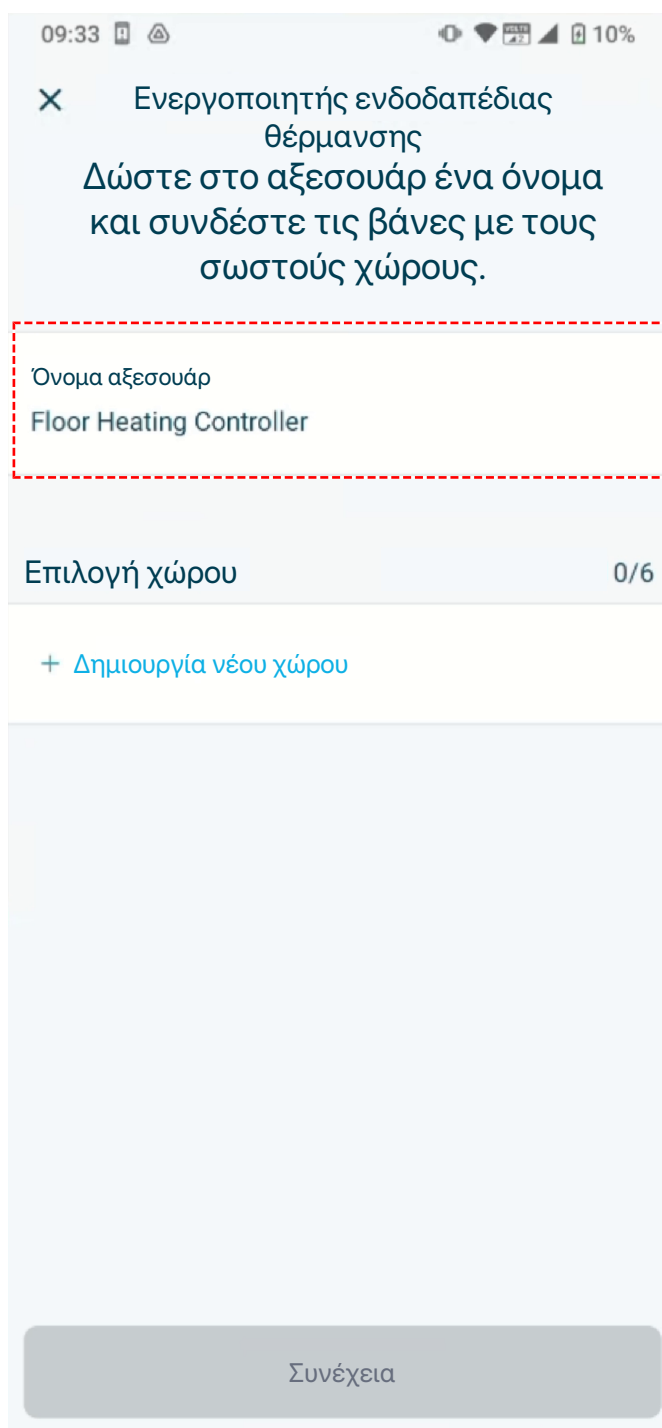 09:33 10%
Ενεργοποιητής ενδοδαπέδιας
θέρμανσης
Δώστε στο αξεσουάρ ένα όνομα
και συνδέστε τις βάνες με τους
σωστούς χώρους.
Όνομα αξεσουάρ
Floor Heating Controller
Επιλογή χώρου 0/6
+ Δημιουργία νέου χώρου
Συνέχεια